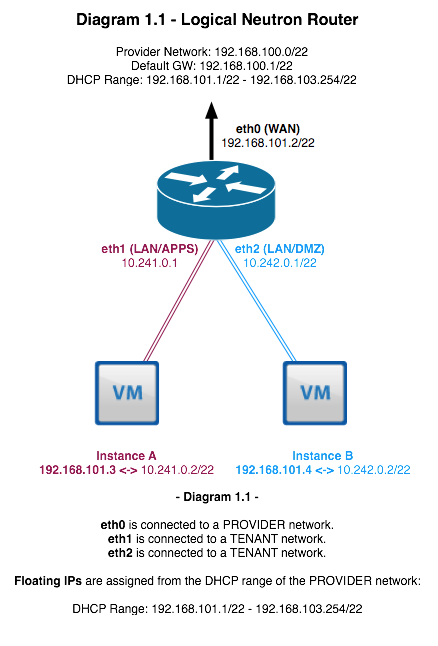 Diagram 1.1 - Logical Neutron Router
Provider Network: 192.168.100.0/22
Default GW: 192.168.100.1/22
DHCP Range: 192.168.101.1/22 - 192.168.103.254/22
eth0 (WAN)
192.168.101.2/22
eth1 (LAN/APPS)
10.241.0.1
eth2 (LAN/DMZ)
10.242.0.1/22
VM
VM
Instance A
192.168.101.3 <-> 10.241.0.2/22
Instance B
192.168.101.4 <-> 10.242.0.2/22
- Diagram 1.1 -
eth0 is connected to a PROVIDER network.
eth1 is connected to a TENANT network.
eth2 is connected to a TENANT network.
Floating IPs are assigned from the DHCP range of the PROVIDER network:
DHCP Range: 192.168.101.1/22 - 192.168.103.254/22